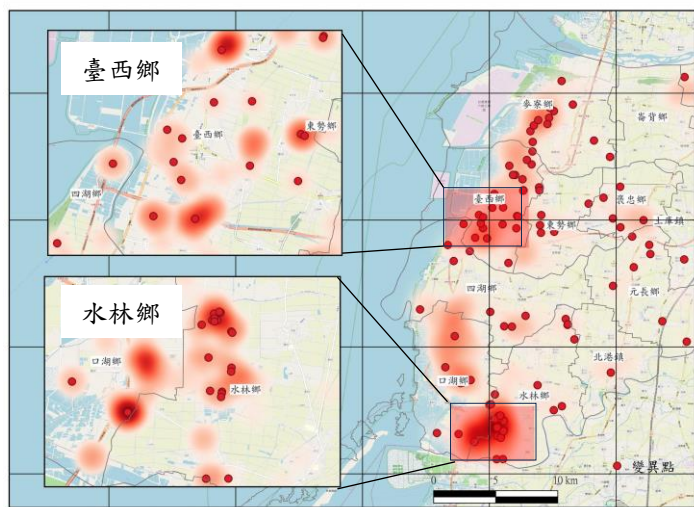 臺西鄉
臺西鄉
東勢鄉
四湖鄉
水林鄉
口湖鄉
水林鄉
麥寮鄉
崙背鄉
臺西鄉
東勢鄉
褒忠鄉
土庫鎮
四湖鄉
元長鄉
北港鎮
口湖鄉
水林鄉
變異點
0 5 10 km